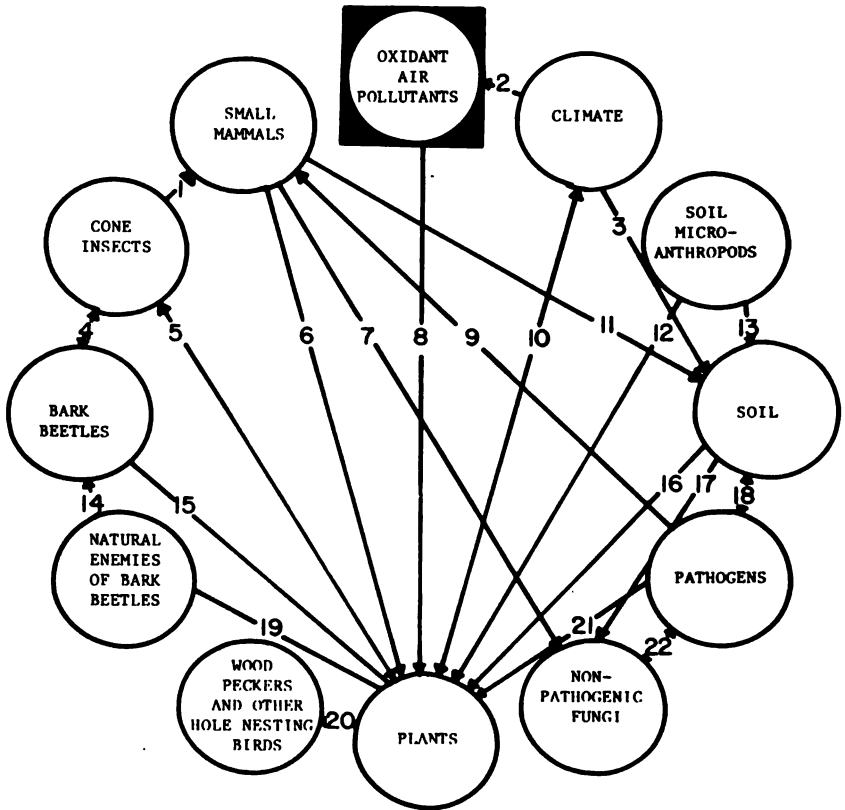 OXIDANT
AIR
POLLUTANTS
2
CLIMATE
SMALL
MAMMALS
1
CONE
INSECTS
3
SOIL
MICRO-
ANTHROPODS
4
5
6
7
8
9
10
11
12
13
BARK
BEETLES
SOIL
14
15
16
17
18
NATURAL
ENEMIES
OF BARK
BEETLES
PATHOGENS
19
21
22
WOOD
PECKERS
AND OTHER
HOLE NESTING
BIRDS
20
PLANTS
NON-
PATHOGENIC
FUNGI